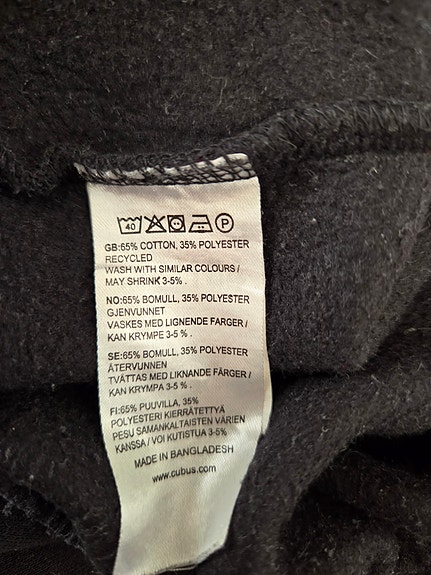 40 P
GB:65% COTTON, 35% POLYESTER
RECYCLED
WASH WITH SIMILAR COLOURS /
MAY SHRINK 3-5% .
NO:65% BOMULL, 35% POLYESTER
GJENVUNNET
VASKES MED LIGNENDE FARGER /
KAN KRYMPE 3-5 % .
SE:65% BOMULL, 35% POLYESTER
ÅTERVUNNEN
TVÄTTAS MED LIKNANDE FÄRGER /
KAN KRYMPA 3-5 % .
FI:65% PUUVILLA, 35%
POLYESTERI KIERRÄTETTYÄ
PESU SAMANKALTAISTEN VÄRIEN
KANSSA / VOI KUTISTUA 3-5%
MADE IN BANGLADESH
www.cubus.com